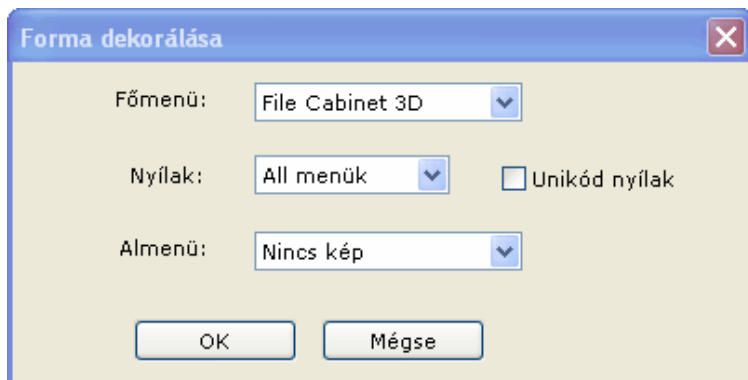 Forma dekorálása
Főmenü: File Cabinet 3D
Nyílak: All menük Unikód nyílak
Almenü: Nincs kép
OK Mégse